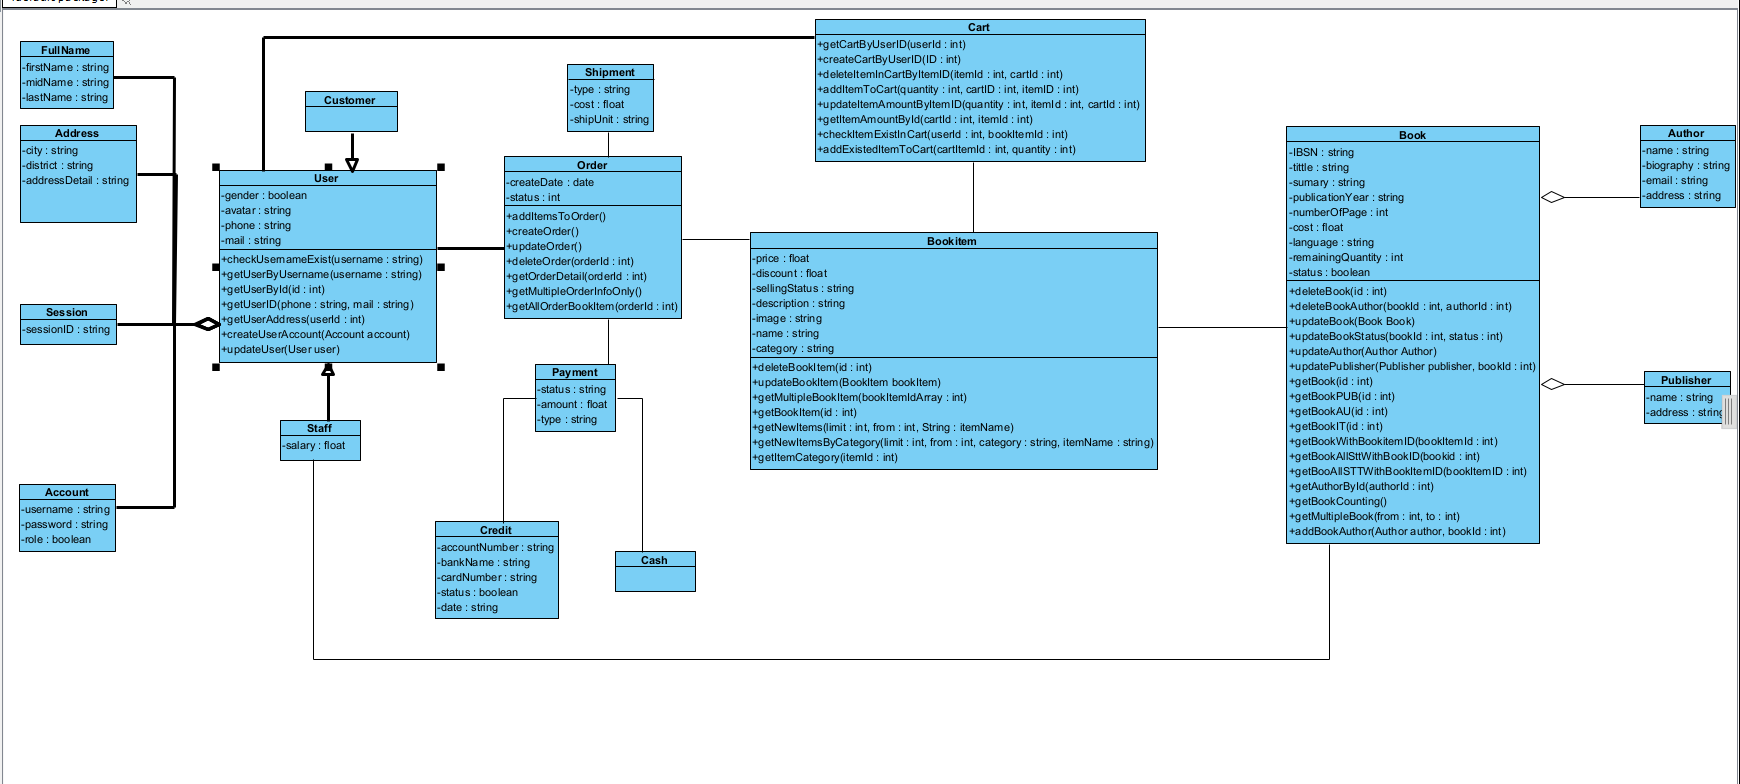 FullName
-firstName : string
-midName : string
-lastName : string
Address
-city : string
-district : string
-addressDetail : string
Session
-sessionID : string
Account
-username : string
-password : string
-role : boolean
Customer
User
-gender : boolean
-avatar : string
-phone : string
-mail : string
+checkUsernameExist(username : string)
+getUserByUsername(username : string)
+getUserById(id : int)
+getUserID(phone : string, mail : string)
+getUserAddress(userId : int)
+createUserAccount(Account account)
+updateUser(User user)
Staff
-salary : float
Shipment
-type : string
-cost : float
-shipUnit : string
Order
-createDate : date
-status : int
+addItemsToOrder()
+createOrder()
+updateOrder()
+deleteOrder(orderId : int)
+getOrderDetail(orderId : int)
+getMultipleOrderInfoOnly()
+getAllOrderBookItem(orderId : int)
Payment
-status : string
-amount : float
-type : string
Credit
-accountNumber : string
-bankName : string
-cardNumber : string
-status : boolean
-date : string
Cash
Cart
+getCartByUserID(userId : int)
+createCartByUserID(ID : int)
+deleteItemInCartByItemID(itemId : int, cartId : int)
+addItemToCart(quantity : int, cartID : int, itemID : int)
+updateItemAmountByItemID(quantity : int, itemId : int, cartId : int)
+getItemAmountById(cartId : int, itemId : int)
+checkItemExistInCart(userId : int, bookItemId : int)
+addExistedItemToCart(cartItemId : int, quantity : int)
Bookitem
-price : float
-discount : float
-sellingStatus : string
-description : string
-image : string
-name : string
-category : string
+deleteBookItem(id : int)
+updateBookItem(BookItem bookItem)
+getMultipleBookItem(bookItemIdArray : int)
+getBookItem(id : int)
+getNewItems(limit : int, from : int, String : itemName)
+getNewItemsByCategory(limit : int, from : int, category : string, itemName : string)
+getItemCategory(itemId : int)
Book
-IBSN : string
-tittle : string
-sumary : string
-publicationYear : string
-numberOfPage : int
-cost : float
-language : string
-remainingQuantity : int
-status : boolean
+deleteBook(id : int)
+deleteBookAuthor(bookId : int, authorId : int)
+updateBook(Book Book)
+updateBookStatus(bookId : int, status : int)
+updateAuthor(Author Author)
+updatePublisher(Publisher publisher, bookId : int)
+getBook(id : int)
+getBookPUB(id : int)
+getBookAU(id : int)
+getBookIT(id : int)
+getBookWithBookitemID(bookItemId : int)
+getBookAllSttWithBookID(bookid : int)
+getBooAllSTTWithBookItemID(bookItemID : int)
+getAuthorById(authorId : int)
+getBookCounting()
+getMultipleBook(from : int, to : int)
+addBookAuthor(Author author, bookId : int)
Author
-name : string
-biography : string
-email : string
-address : string
Publisher
-name : string
-address : string